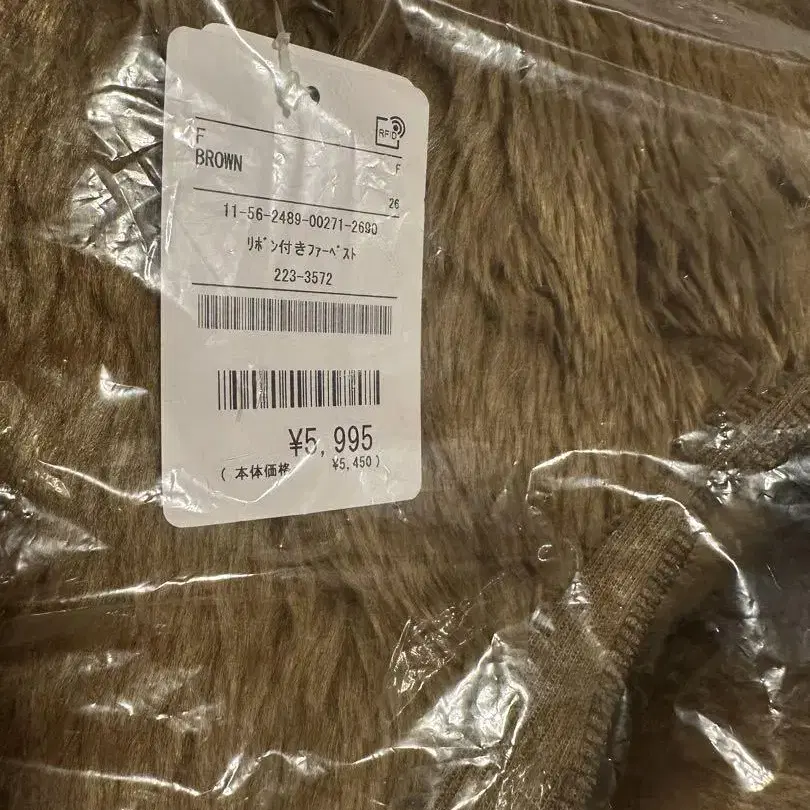 RFID
F
BROWN
F
26
11-56-2489-00271-2690
ﾘﾎﾞﾝ付きﾌｧｰﾍﾞｽﾄ
223-3572
¥5,995
(本体価格 ¥5,450)